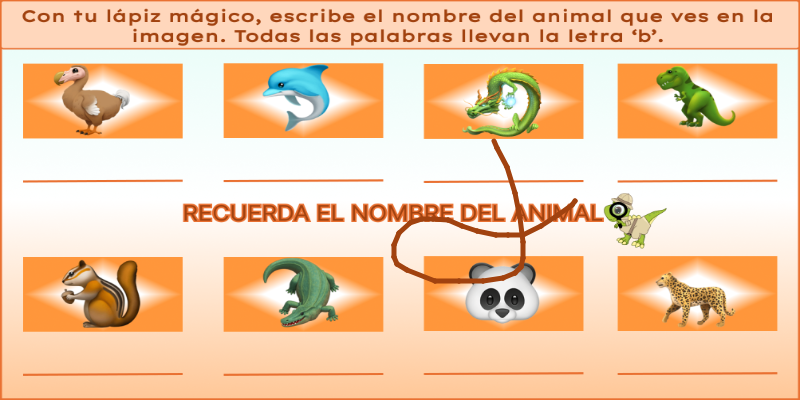 Con tu lápiz mágico, escribe el nombre del animal que ves en la
imagen. Todas las palabras llevan la letra ‘b’.
RECUERDA EL NOMBRE DEL ANIMAL